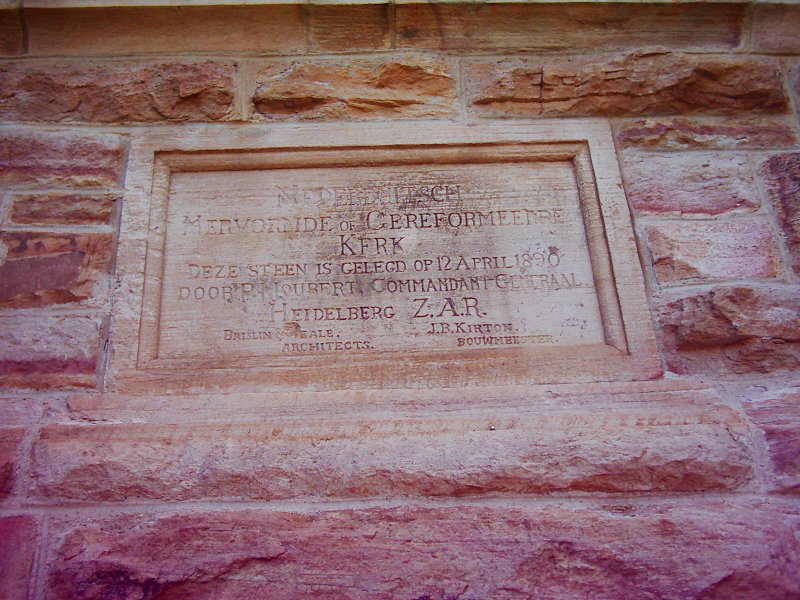 NEDERDUITSCH
HERVORMDE OF GEREFORMEERDE
KERK
DEZE STEEN IS GELEGD OP 12 APRIL 1890
DOOR P. JOUBERT, COMMANDANT GENERAAL
HEIDELBERG Z.A.R.
J.B. KIRTON.
ARCHITECTS. BOUWMEESTER.